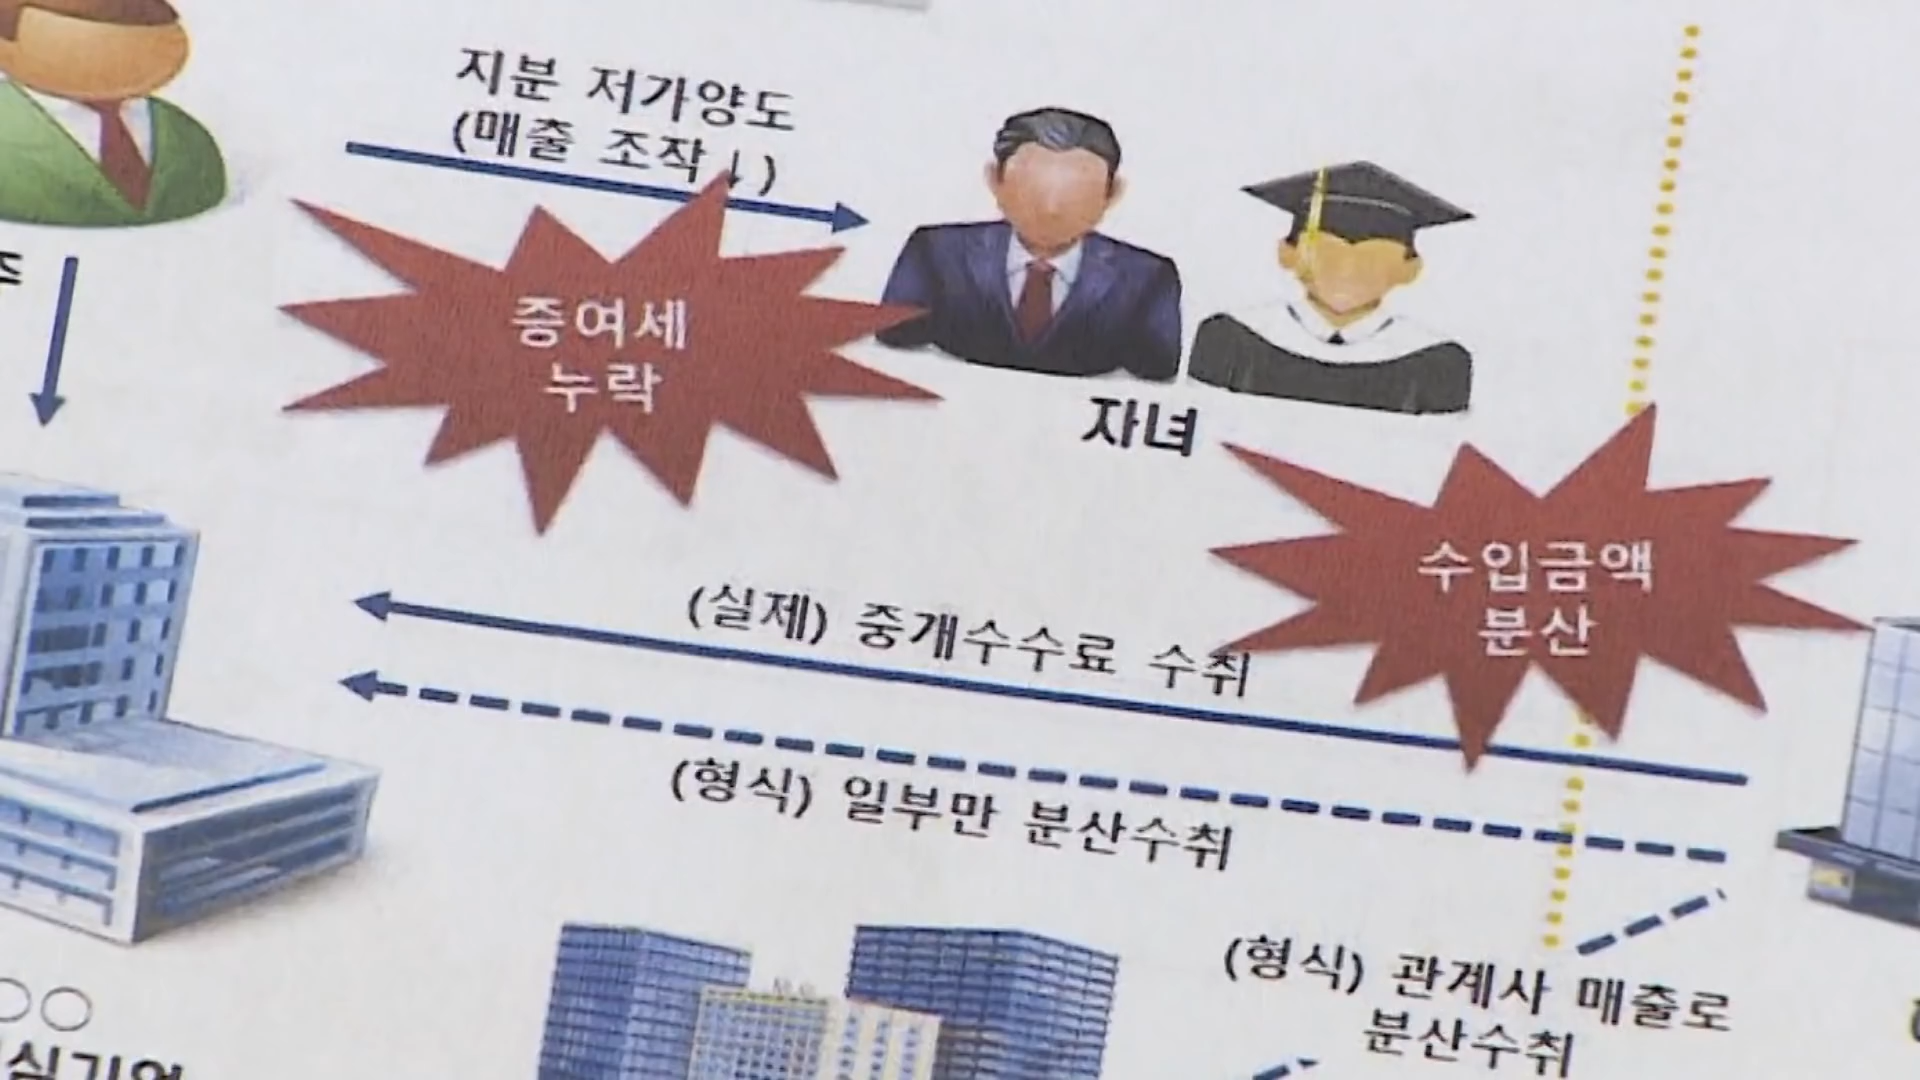 지분 저가양도
(매출 조작↓)
증여세
누락
자녀
수입금액
분산
(실제) 중개수수료 수취
(형식) 일부만 분산수취
(형식) 관계사 매출로
분산수취
○○